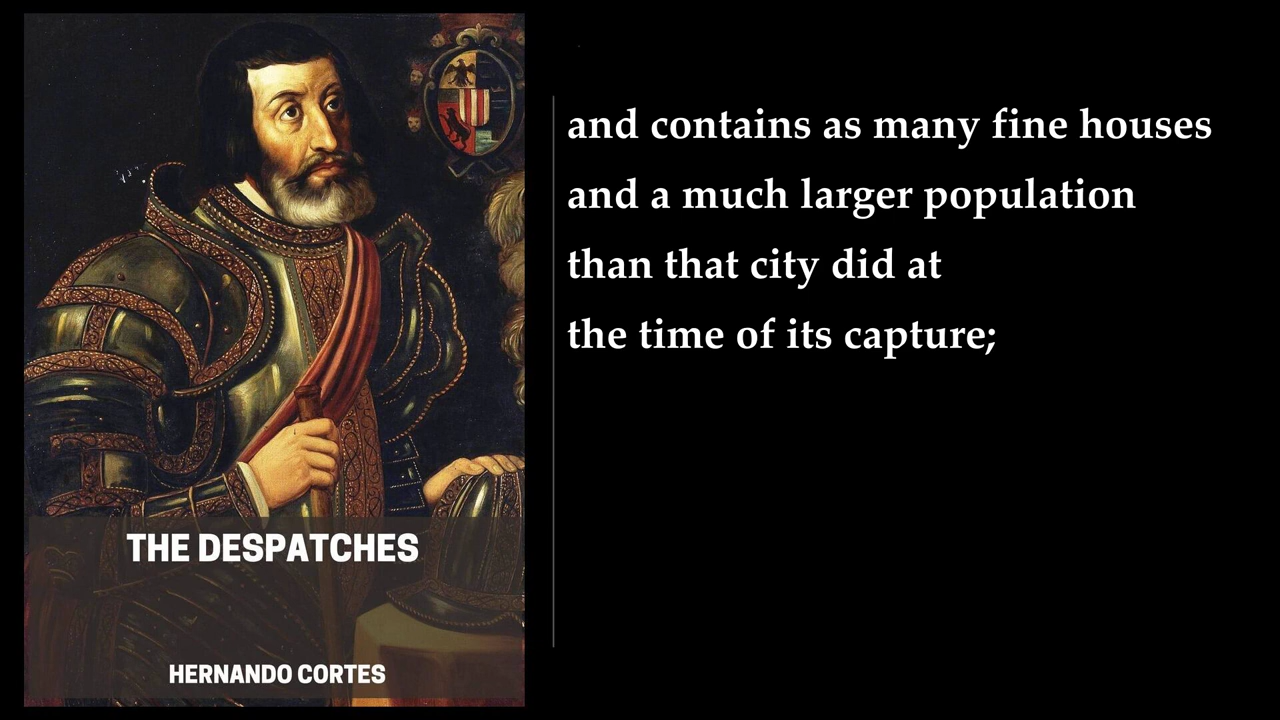 and contains as many fine houses
and a much larger population
than that city did at
the time of its capture;
THE DESPATCHES
HERNANDO CORTES